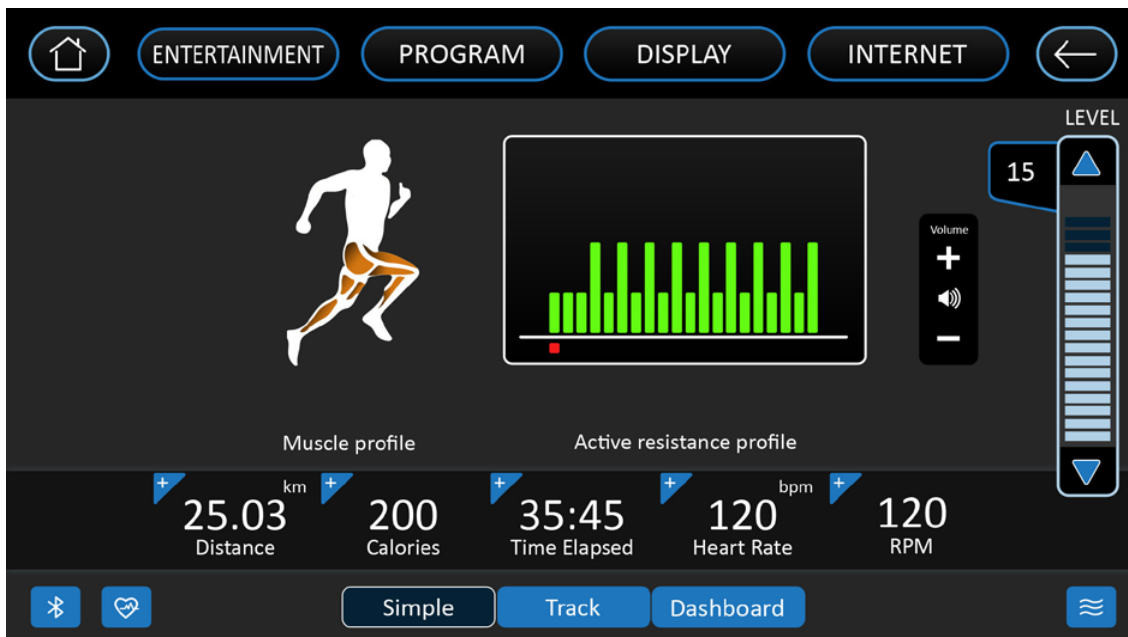 ENTERTAINMENT
PROGRAM
DISPLAY
INTERNET
LEVEL
15
Volume
Muscle profile
Active resistance profile
km
25.03
Distance
200
Calories
35:45
Time Elapsed
bpm
120
Heart Rate
120
RPM
Simple
Track
Dashboard